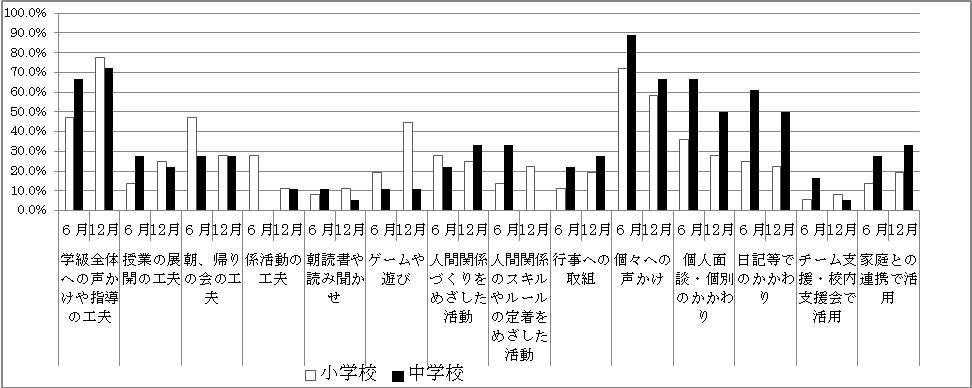 100.0%
90.0%
80.0%
70.0%
60.0%
50.0%
40.0%
30.0%
20.0%
10.0%
0.0%
6月 12月 6月 12月 6月 12月 6月 12月 6月 12月 6月 12月 6月 12月 6月 12月 6月 12月 6月 12月 6月 12月 6月 12月 6月 12月 6月 12月
学級全体
への声か
けや指導
の工夫
授業の展
開の工夫
朝、帰り
の会の工
夫
係活動の
工夫
朝読書や
読み聞か
せ
ゲームや
遊び
人間関係
づくりを
めざした
活動
人間関係
のスキル
やルール
の定着を
めざした
活動
行事への
取組
個々への
声かけ
個人面
談・個別
のかかわ
り
日記等で
のかかわ
り
チーム支
援・校内
支援会で
活用
家庭との
連携で活
用
小学校 中学校